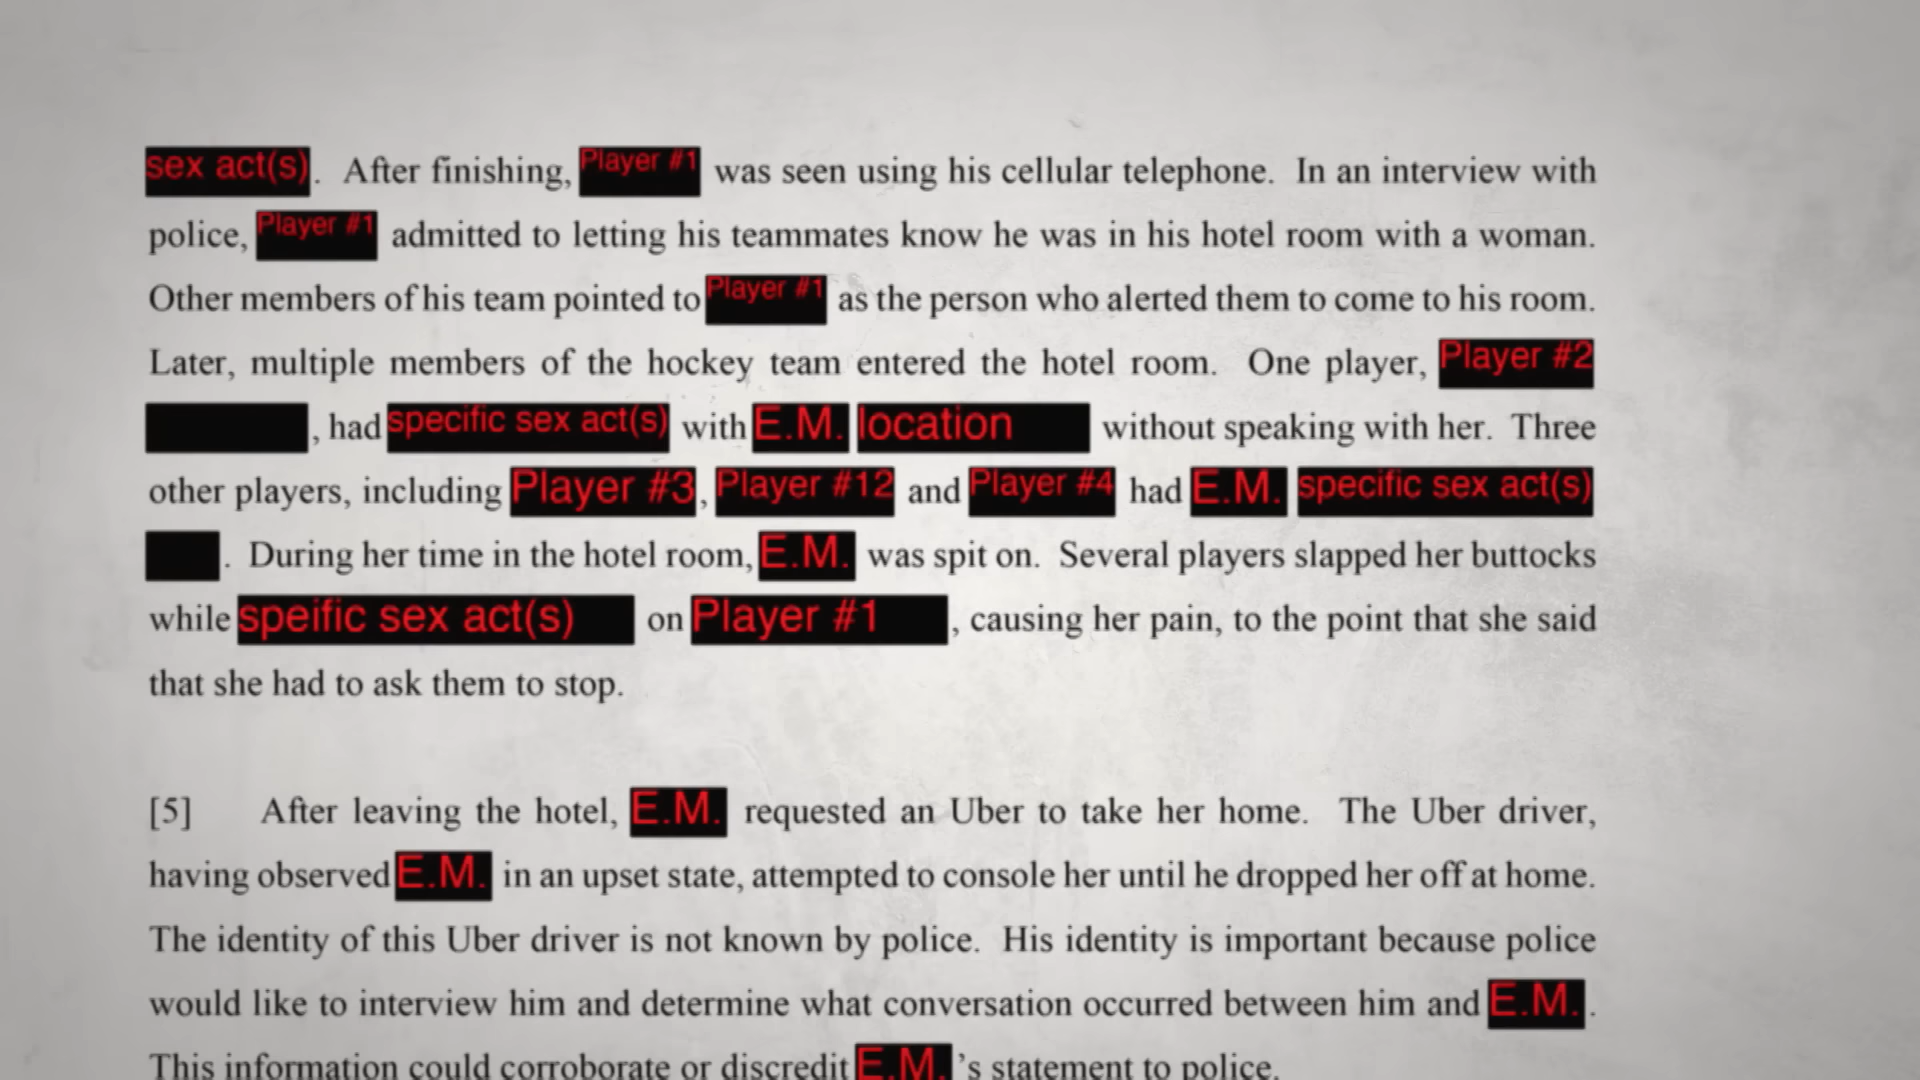 sex act(s). After finishing, Player #1 was seen using his cellular telephone. In an interview with
police, Player #1 admitted to letting his teammates know he was in his hotel room with a woman.
Other members of his team pointed to Player #1 as the person who alerted them to come to his room.
Later, multiple members of the hockey team entered the hotel room. One player, Player #2
, had specific sex act(s) with E.M. location without speaking with her. Three
other players, including Player #3, Player #12 and Player #4 had E.M. specific sex act(s)
. During her time in the hotel room, E.M. was spit on. Several players slapped her buttocks
while speific sex act(s) on Player #1, causing her pain, to the point that she said
that she had to ask them to stop.
[5] After leaving the hotel, E.M. requested an Uber to take her home. The Uber driver,
having observed E.M. in an upset state, attempted to console her until he dropped her off at home.
The identity of this Uber driver is not known by police. His identity is important because police
would like to interview him and determine what conversation occurred between him and E.M..
This information could corroborate or discredit E.M.'s statement to police.